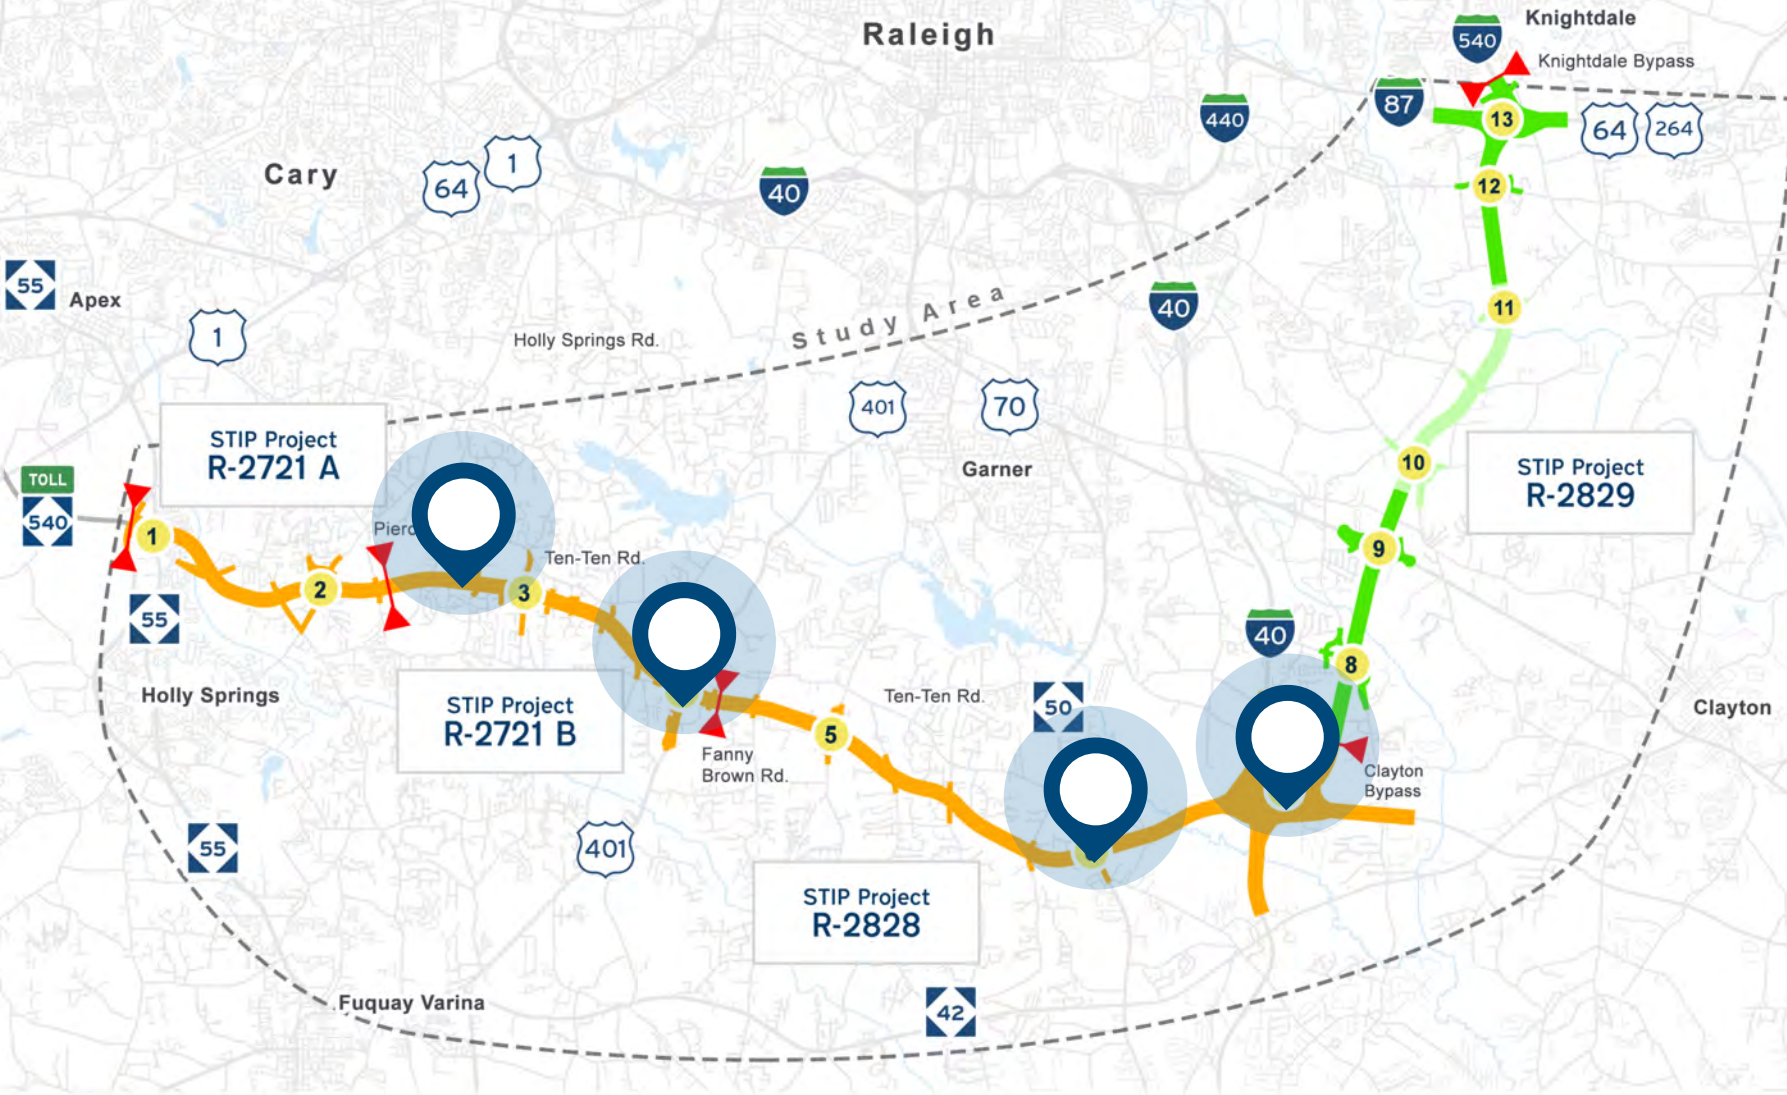 Raleigh
Knightdale
540
Knightdale Bypass
87
440
13
64
264
1
Cary
64
40
12
55
Apex
1
Holly Springs Rd.
Study Area
40
11
401
70
STIP Project
R-2721 A
Garner
10
STIP Project
R-2829
TOLL
540
1
Ten-Ten Rd.
9
2
3
55
40
8
Holly Springs
STIP Project
R-2721 B
Ten-Ten Rd.
50
Clayton
5
Fanny
Brown Rd.
Clayton
Bypass
55
401
STIP Project
R-2828
Fuquay Varina
42